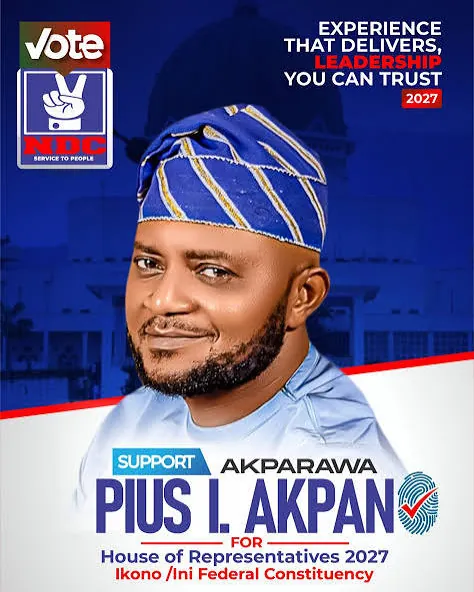 Vote
NDC
SERVICE TO PEOPLE
EXPERIENCE
THAT DELIVERS,
LEADERSHIP
YOU CAN TRUST
2027
SUPPORT AKPARAWA
PIUS I. AKPAN
FOR
House of Representatives 2027
Ikono /Ini Federal Constituency